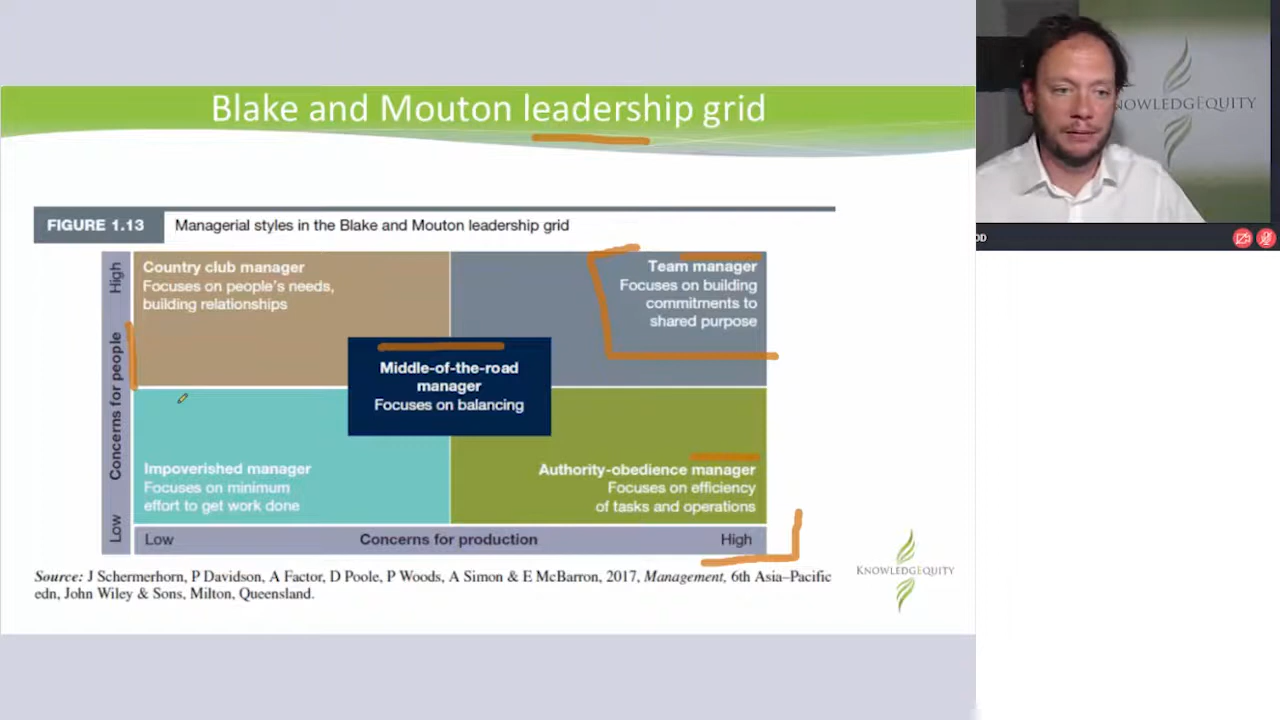 Blake and Mouton leadership grid
KNOWLEDGEQUITY
OD
FIGURE 1.13
Managerial styles in the Blake and Mouton leadership grid
High
Concerns for people
Low
Country club manager
Focuses on people's needs,
building relationships
Team manager
Focuses on building
commitments to
shared purpose
Middle-of-the-road
manager
Focuses on balancing
Impoverished manager
Focuses on minimum
effort to get work done
Authority-obedience manager
Focuses on efficiency
of tasks and operations
Low
Concerns for production
High
Source: J Schermerhorn, P Davidson, A Factor, D Poole, P Woods, A Simon & E McBarron, 2017, Management, 6th Asia–Pacific
edn, John Wiley & Sons, Milton, Queensland.
KNOWLEDGEQUITY